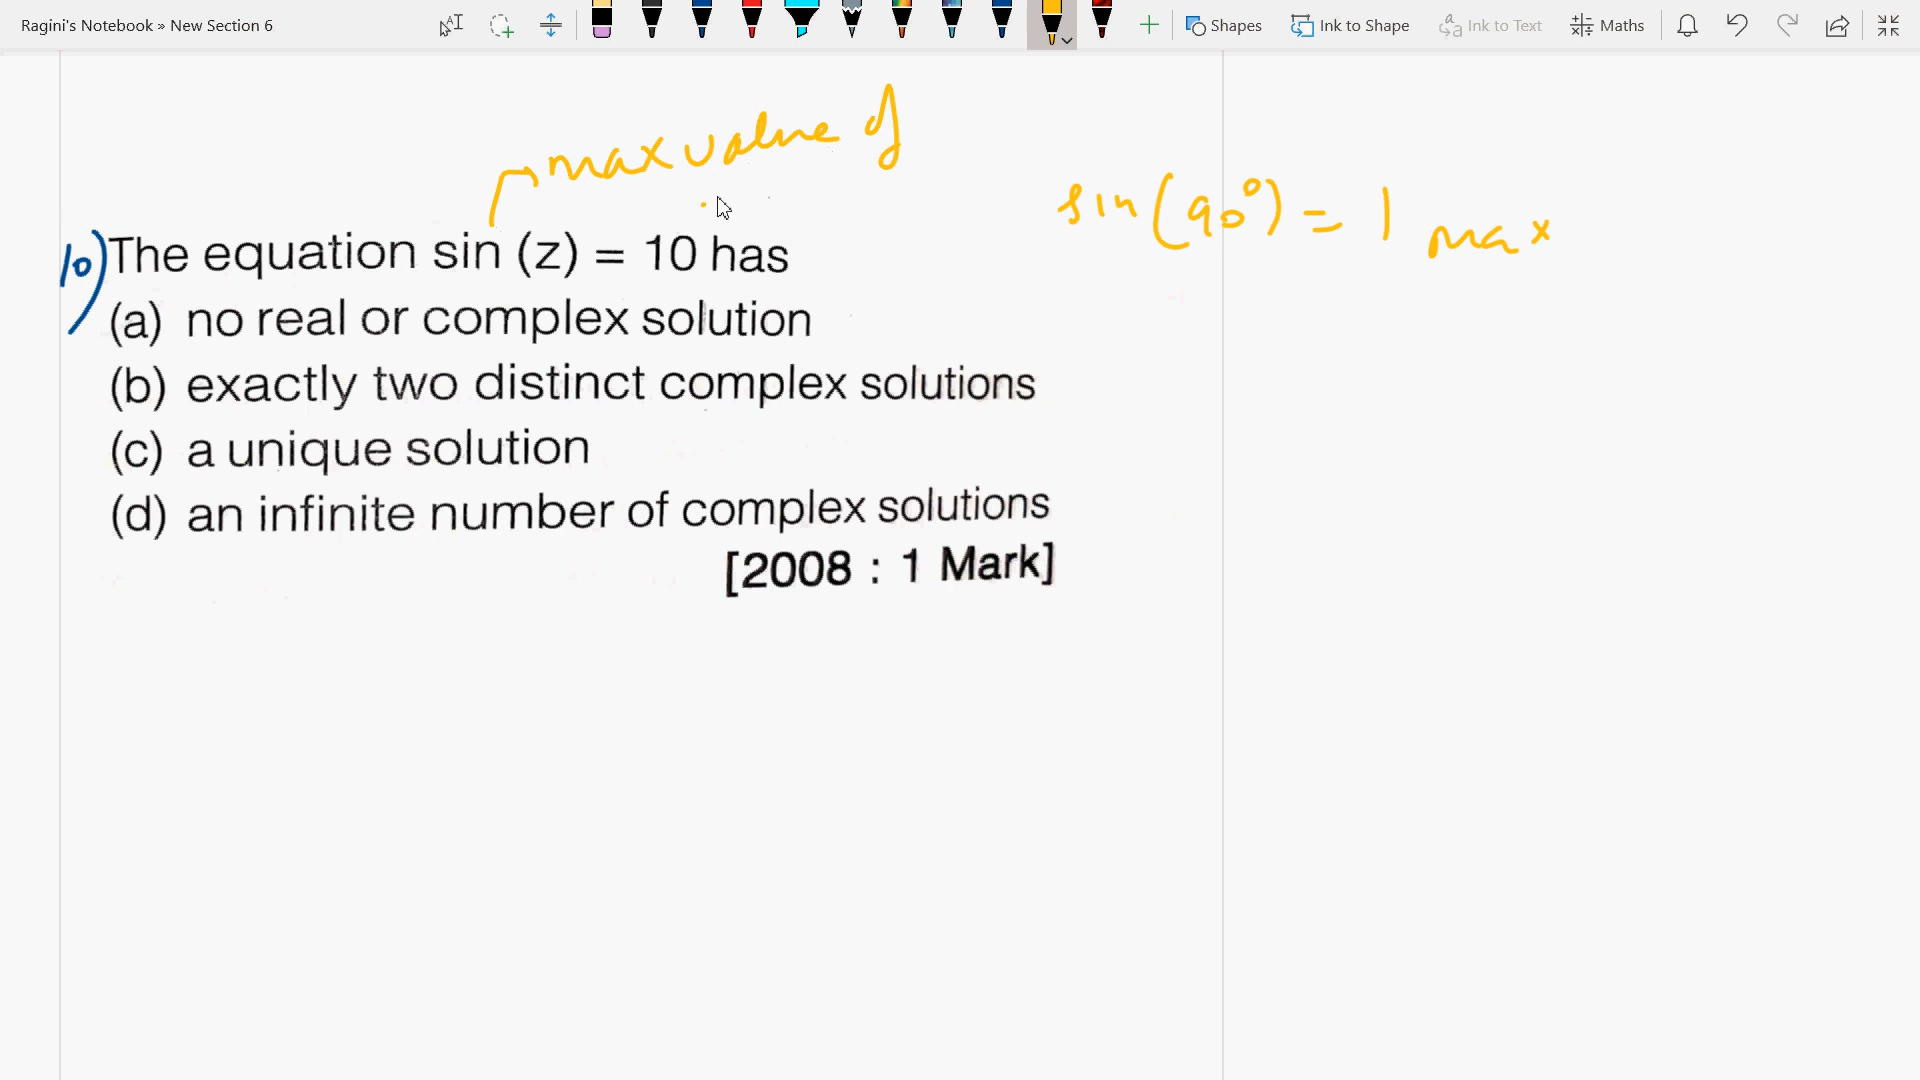 Ragini's Notebook » New Section 6
Shapes
Ink to Shape
Ink to Text
Maths
max value of
sin(90°) = 1 max
10) The equation sin (z) = 10 has
(a) no real or complex solution
(b) exactly two distinct complex solutions
(c) a unique solution
(d) an infinite number of complex solutions
[2008 : 1 Mark]